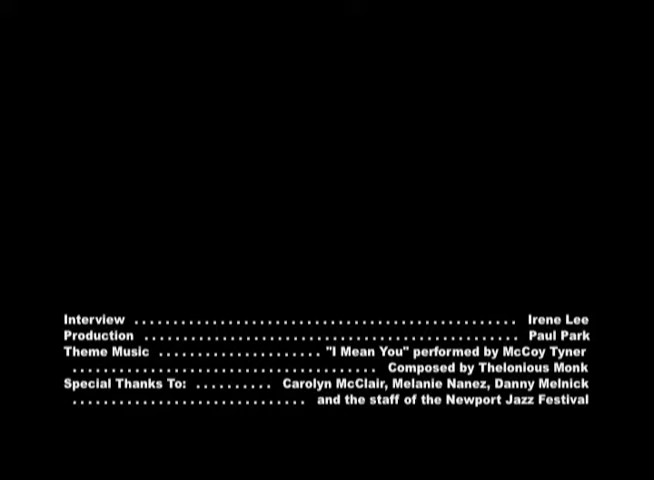 Interview ................................................ Irene Lee
Production ............................................... Paul Park
Theme Music ..................... "I Mean You" performed by McCoy Tyner
....................................... Composed by Thelonious Monk
Special Thanks To: .......... Carolyn McClair, Melanie Nanez, Danny Melnick
.............................. and the staff of the Newport Jazz Festival